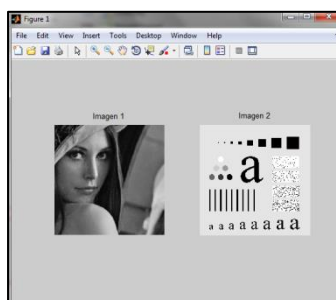 Figure 1
File Edit View Insert Tools Desktop Window Help
Imagen 1
Imagen 2
a
a a a a a a a a a